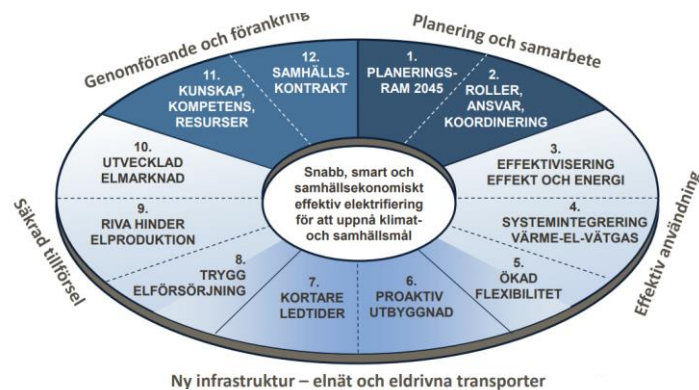 Genomförande och förankring
Planering och samarbete
12.
SAMHÄLLS-
KONTRAKT
1.
PLANERINGS-
RAM 2045
11.
KUNSKAP,
KOMPETENS,
RESURSER
2.
ROLLER,
ANSVAR,
KOORDINERING
10.
UTVECKLAD
ELMARKNAD
3.
EFFEKTIVISERING
EFFEKT OCH ENERGI
Snabb, smart och
samhällsekonomiskt
effektiv elektrifiering
för att uppnå klimat-
och samhällsmål
9.
RIVA HINDER
ELPRODUKTION
4.
SYSTEMINTEGRERING
VÄRME-EL-VÄTGAS
8.
TRYGG
ELFÖRSÖRJNING
7.
KORTARE
LEDTIDER
6.
PROAKTIV
UTBYGGNAD
5.
ÖKAD
FLEXIBILITET
Säkrad tillförsel
Effektiv användning
Ny infrastruktur – elnät och eldrivna transporter